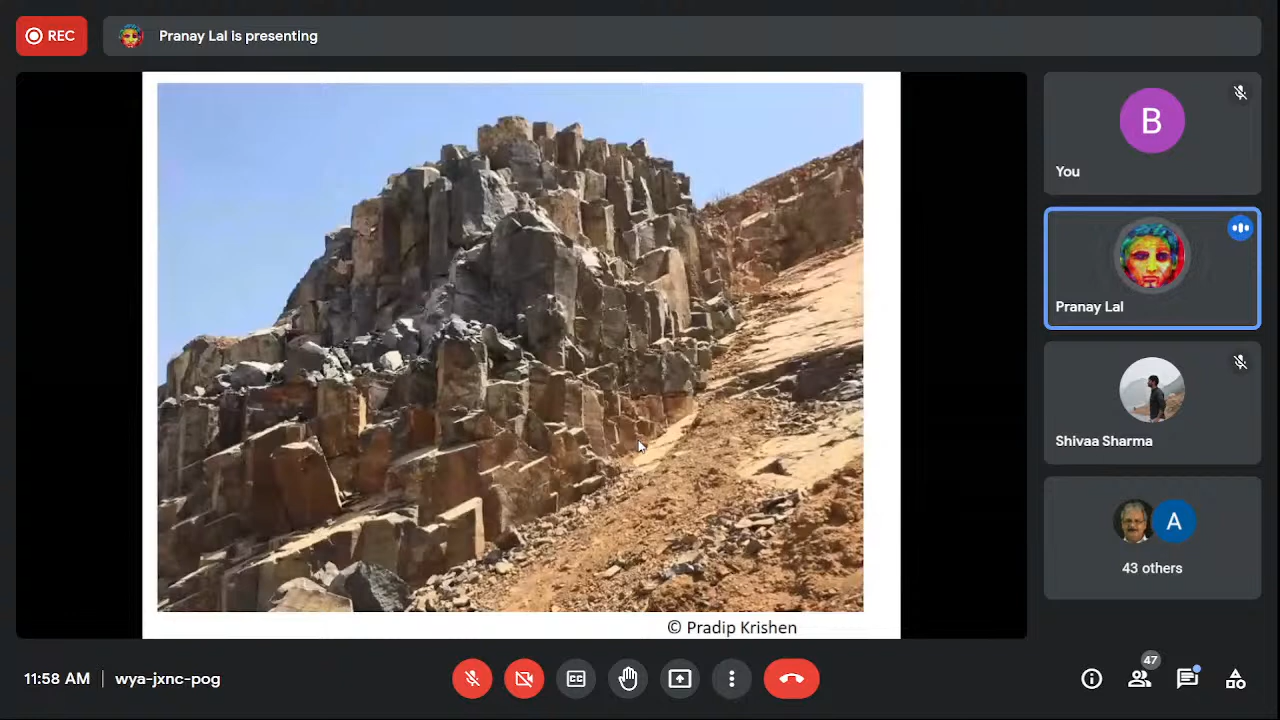 REC
Pranay Lal is presenting
B
You
Pranay Lal
Shivaa Sharma
A
43 others
© Pradip Krishen
11:58 AM | wya-jxnc-pog
CC
47